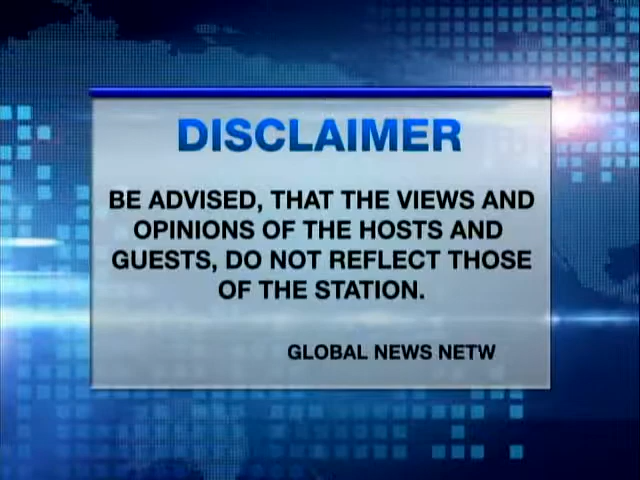 DISCLAIMER
BE ADVISED, THAT THE VIEWS AND
OPINIONS OF THE HOSTS AND
GUESTS, DO NOT REFLECT THOSE
OF THE STATION.
GLOBAL NEWS NETW